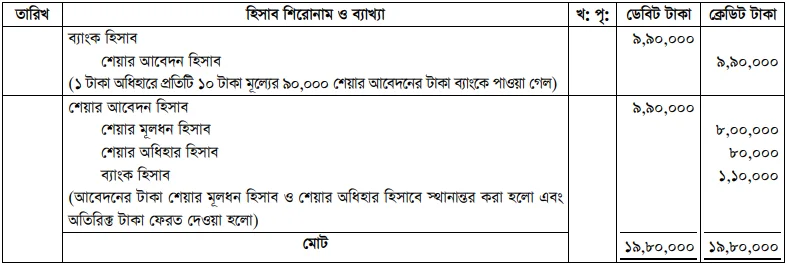 তারিখ হিসাব শিরোনাম ও ব্যাখ্যা খ: পৃ: ডেবিট টাকা ক্রেডিট টাকা
ব্যাংক হিসাব ৯,৯০,০০০
শেয়ার আবেদন হিসাব ৯,৯০,০০০
(১ টাকা অধিহারে প্রতিটি ১০ টাকা মূল্যের ৯০,০০০ শেয়ার আবেদনের টাকা ব্যাংকে পাওয়া গেল)
শেয়ার আবেদন হিসাব ৯,৯০,০০০
শেয়ার মূলধন হিসাব ৮,০০,০০০
শেয়ার অধিহার হিসাব ৮০,০০০
ব্যাংক হিসাব ১,১০,০০০
(আবেদনের টাকা শেয়ার মূলধন হিসাব ও শেয়ার অধিহার হিসাবে স্থানান্তর করা হলো এবং
অতিরিক্ত টাকা ফেরত দেওয়া হলো)
মোট ১৯,৮০,০০০ ১৯,৮০,০০০